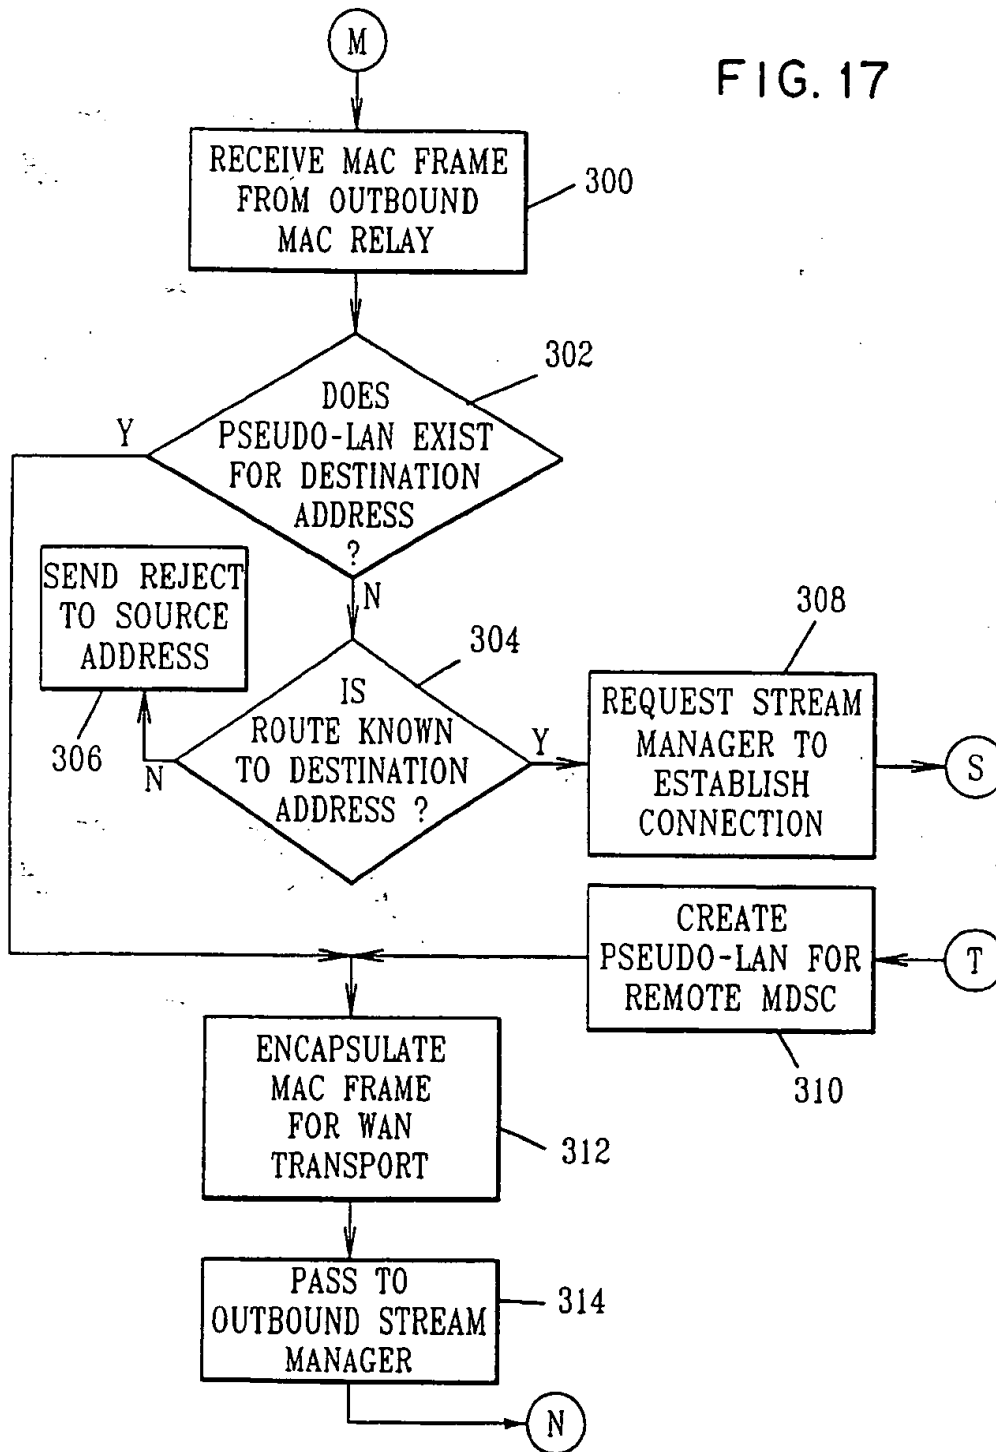 M
FIG. 17
RECEIVE MAC FRAME
FROM OUTBOUND
MAC RELAY
300
302
DOES
PSEUDO-LAN EXIST
FOR DESTINATION
ADDRESS
?
Y
N
SEND REJECT
TO SOURCE
ADDRESS
306
304
IS
ROUTE KNOWN
TO DESTINATION
ADDRESS ?
N
Y
308
REQUEST STREAM
MANAGER TO
ESTABLISH
CONNECTION
S
CREATE
PSEUDO-LAN FOR
REMOTE MDSC
T
310
ENCAPSULATE
MAC FRAME
FOR WAN
TRANSPORT
312
PASS TO
OUTBOUND STREAM
MANAGER
314
N